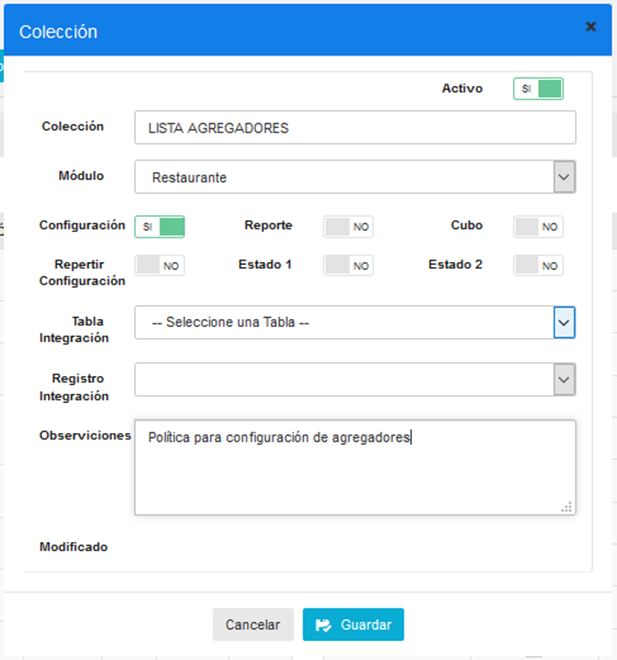 Colección
Activo SI
Colección LISTA AGREGADORES
Módulo Restaurante
Configuración SI Reporte NO Cubo NO
Repertir Configuración NO Estado 1 NO Estado 2 NO
Tabla Integración -- Seleccione una Tabla --
Registro Integración
Observiciones Política para configuración de agregadores
Modificado
Cancelar Guardar